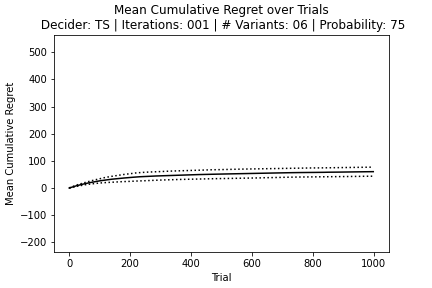 Mean Cumulative Regret over Trials
Decider: TS | Iterations: 001 | # Variants: 06 | Probability: 75
Mean Cumulative Regret
500
400
300
200
100
0
−100
−200
0 200 400 600 800 1000
Trial